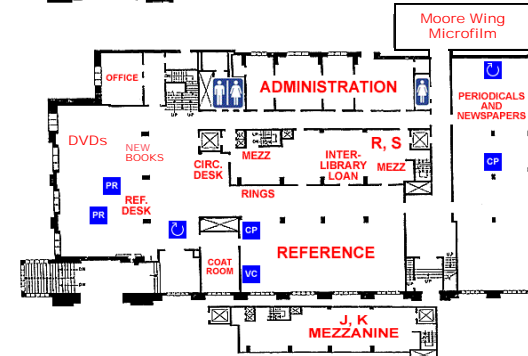 Moore Wing
Microfilm
OFFICE
ADMINISTRATION
PERIODICALS
AND
NEWSPAPERS
DVDs
NEW
BOOKS
CIRC.
DESK
MEZZ
INTER-
LIBRARY
LOAN
R, S
MEZZ
CP
PR
REF.
DESK
PR
RINGS
CP
REFERENCE
COAT
ROOM
VC
J, K
MEZZANINE